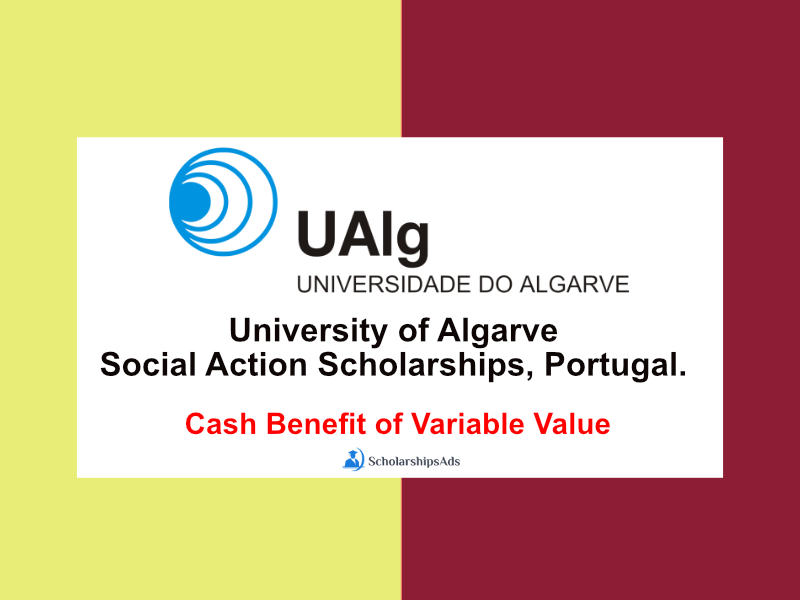 UAlg
UNIVERSIDADE DO ALGARVE
University of Algarve
Social Action Scholarships, Portugal.
Cash Benefit of Variable Value
ScholarshipsAds